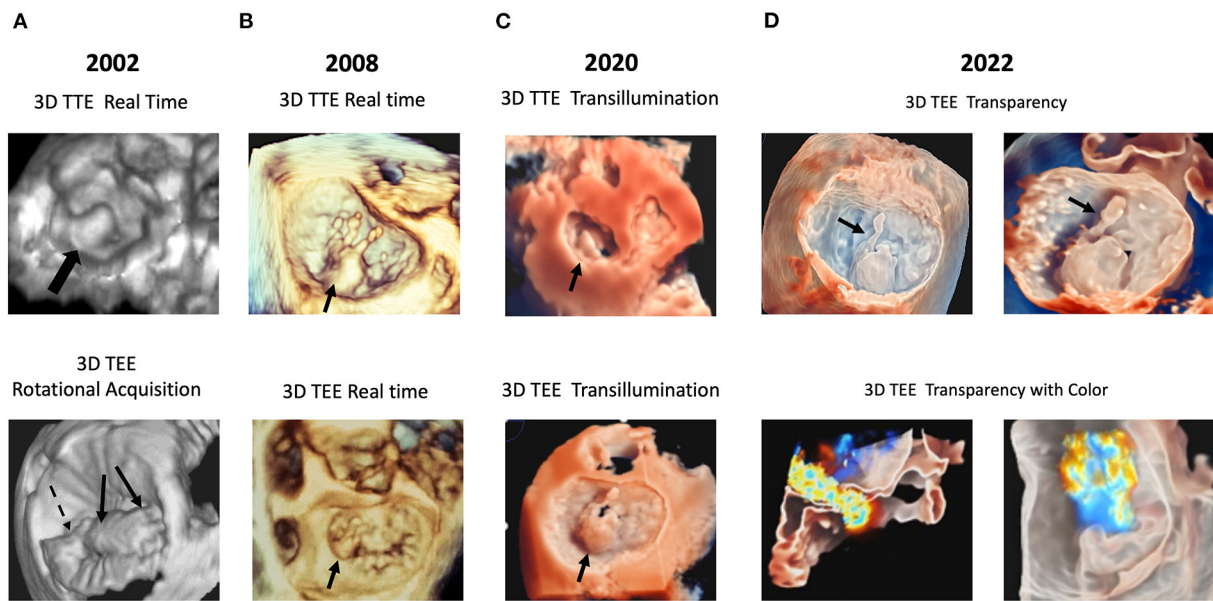 A
B
C
D
2002
2008
2020
2022
3D TTE Real Time
3D TTE Real time
3D TTE Transillumination
3D TEE Transparency
3D TEE
Rotational Acquisition
3D TEE Real time
3D TEE Transillumination
3D TEE Transparency with Color